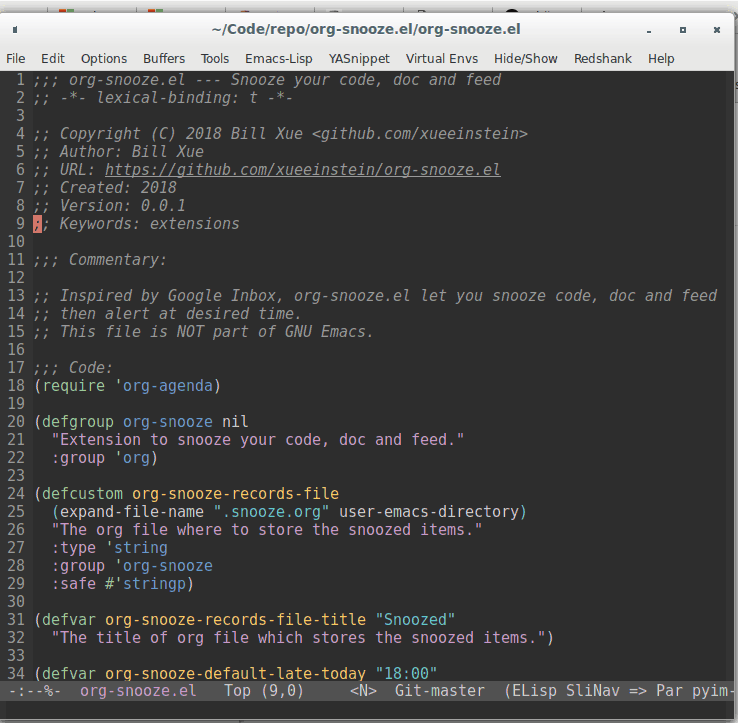 ~/Code/repo/org-snooze.el/org-snooze.el
File Edit Options Buffers Tools Emacs-Lisp YASnippet Virtual Envs Hide/Show Redshank Help
1 ;;; org-snooze.el --- Snooze your code, doc and feed
2 ;; -*- lexical-binding: t -*-
3
4 ;; Copyright (C) 2018 Bill Xue <github.com/xueeinstein>
5 ;; Author: Bill Xue
6 ;; URL: https://github.com/xueeinstein/org-snooze.el
7 ;; Created: 2018
8 ;; Version: 0.0.1
9 ;; Keywords: extensions
10
11 ;;; Commentary:
12
13 ;; Inspired by Google Inbox, org-snooze.el let you snooze code, doc and feed
14 ;; then alert at desired time.
15 ;; This file is NOT part of GNU Emacs.
16
17 ;;; Code:
18 (require 'org-agenda)
19
20 (defgroup org-snooze nil
21   "Extension to snooze your code, doc and feed."
22   :group 'org)
23
24 (defcustom org-snooze-records-file
25   (expand-file-name ".snooze.org" user-emacs-directory)
26   "The org file where to store the snoozed items."
27   :type 'string
28   :group 'org-snooze
29   :safe #'stringp)
30
31 (defvar org-snooze-records-file-title "Snoozed"
32   "The title of org file which stores the snoozed items.")
33
34 (defvar org-snooze-default-late-today "18:00"
-:--%- org-snooze.el Top (9,0) <N> Git-master (ELisp SliNav => Par pyim-